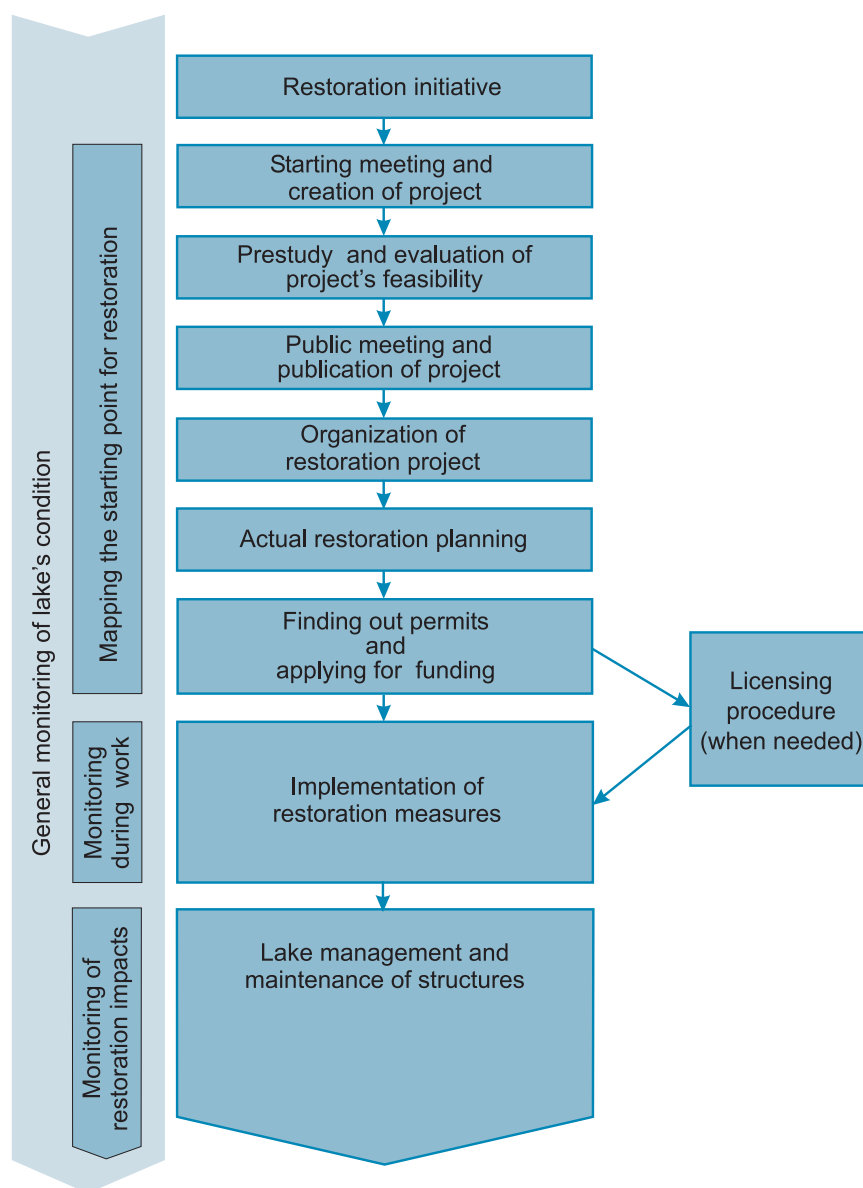 General monitoring of lake's condition
Mapping the starting point for restoration
Monitoring
during work
Monitoring of
restoration impacts
Restoration initiative
Starting meeting and
creation of project
Prestudy and evaluation of
project's feasibility
Public meeting and
publication of project
Organization of
restoration project
Actual restoration planning
Finding out permits
and
applying for funding
Licensing
procedure
(when needed)
Implementation of
restoration measures
Lake management and
maintenance of structures